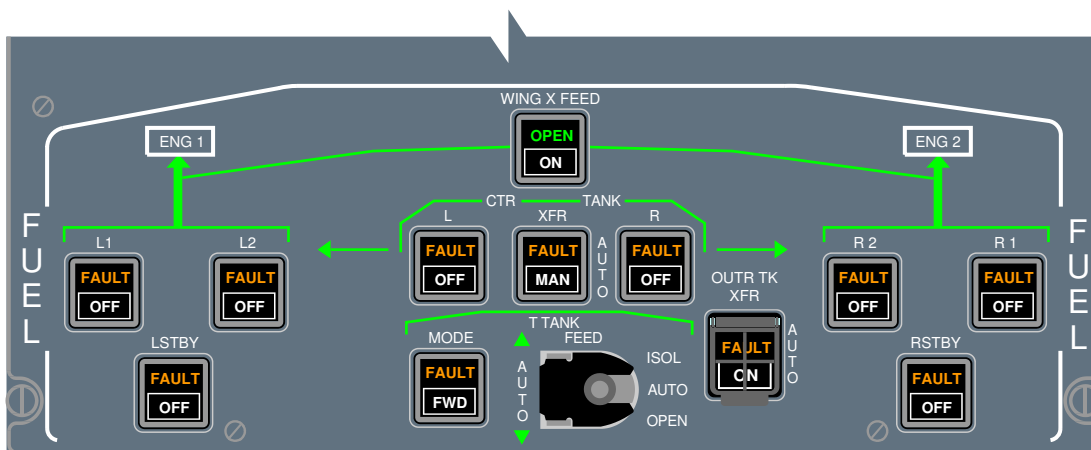 WING X FEED
OPEN
ON
ENG 1
ENG 2
FUEL
FUEL
CTR TANK
L XFR R
FAULT
OFF
FAULT
MAN
AUTO
FAULT
OFF
L1
FAULT
OFF
L2
FAULT
OFF
R 2
FAULT
OFF
R 1
FAULT
OFF
OUTR TK
XFR
FAULT
ON
AUTO
LSTBY
FAULT
OFF
T TANK
MODE
FAULT
FWD
AUTO
FEED
ISOL
AUTO
OPEN
RSTBY
FAULT
OFF